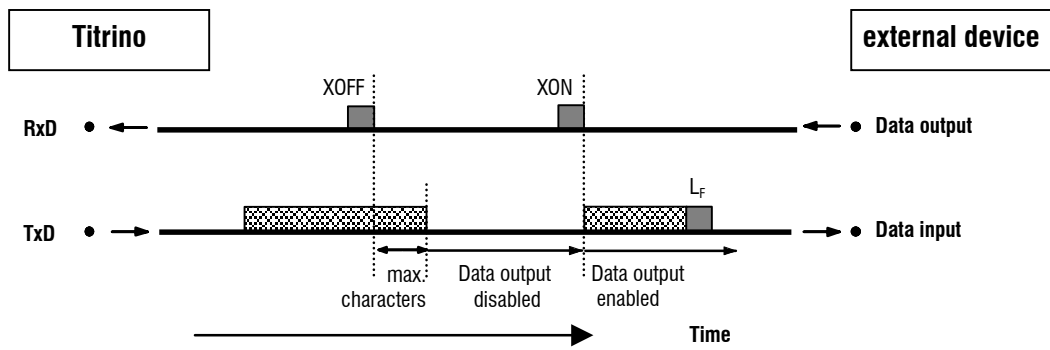 Titrino
external device
XOFF
XON
RxD
Data output
L_F
TxD
Data input
max.
characters
Data output
disabled
Data output
enabled
Time